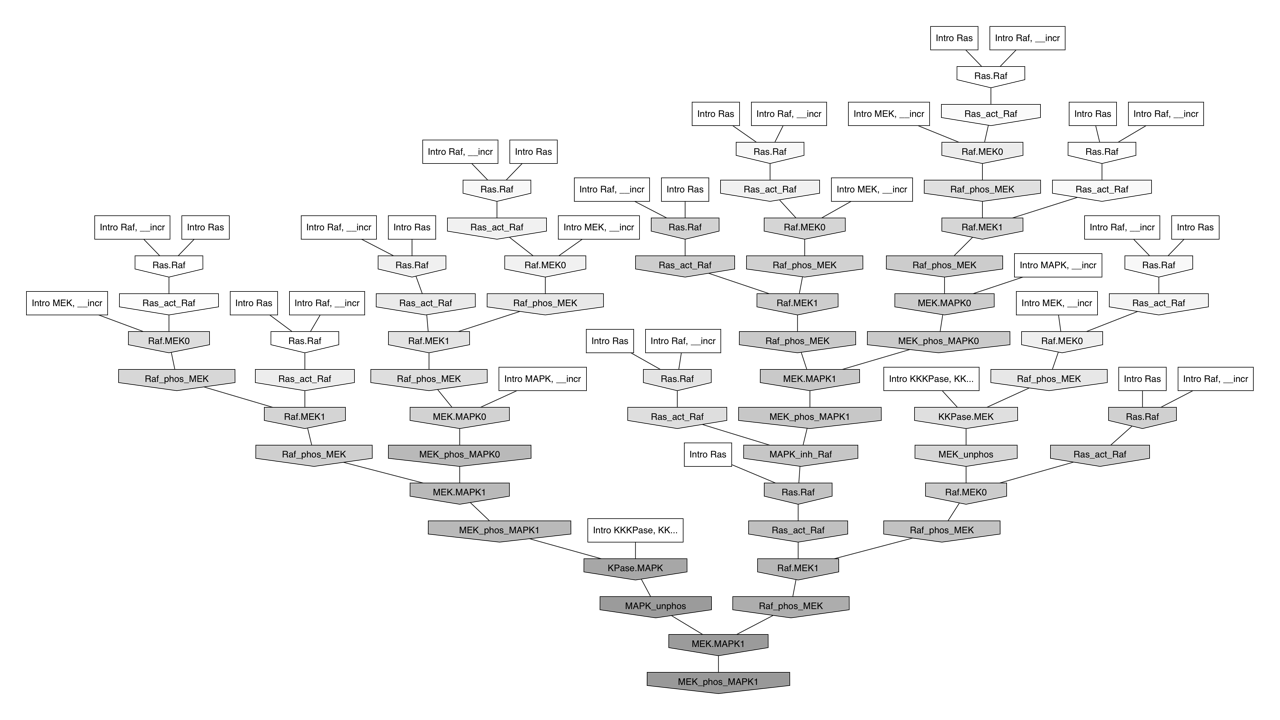 Intro Ras
Intro Raf, __incr
Ras.Raf
Intro Ras
Intro Raf, __incr
Intro MEK, __incr
Ras_act_Raf
Intro Ras
Intro Raf, __incr
Intro Raf, __incr
Intro Ras
Ras.Raf
Raf.MEK0
Ras.Raf
Ras.Raf
Intro Raf, __incr
Intro Ras
Ras_act_Raf
Intro MEK, __incr
Raf_phos_MEK
Ras_act_Raf
Intro Raf, __incr
Intro Ras
Intro Raf, __incr
Intro Ras
Ras_act_Raf
Intro MEK, __incr
Ras.Raf
Raf.MEK0
Raf.MEK1
Intro Raf, __incr
Intro Ras
Ras.Raf
Ras.Raf
Raf.MEK0
Ras_act_Raf
Raf_phos_MEK
Raf_phos_MEK
Intro MAPK, __incr
Ras.Raf
Intro MEK, __incr
Ras_act_Raf
Intro Ras
Intro Raf, __incr
Ras_act_Raf
Raf_phos_MEK
Raf.MEK1
MEK.MAPK0
Intro MEK, __incr
Ras_act_Raf
Raf.MEK0
Ras.Raf
Raf.MEK1
Intro Ras
Intro Raf, __incr
Raf_phos_MEK
MEK_phos_MAPK0
Raf.MEK0
Raf_phos_MEK
Ras_act_Raf
Raf_phos_MEK
Intro MAPK, __incr
Ras.Raf
MEK.MAPK1
Intro KKKPase, KK...
Raf_phos_MEK
Intro Ras
Intro Raf, __incr
Raf.MEK1
MEK.MAPK0
Ras_act_Raf
MEK_phos_MAPK1
KKPase.MEK
Ras.Raf
Raf_phos_MEK
MEK_phos_MAPK0
Intro Ras
MAPK_inh_Raf
MEK_unphos
Ras_act_Raf
MEK.MAPK1
Ras.Raf
Raf.MEK0
MEK_phos_MAPK1
Intro KKKPase, KK...
Ras_act_Raf
Raf_phos_MEK
KPase.MAPK
Raf.MEK1
MAPK_unphos
Raf_phos_MEK
MEK.MAPK1
MEK_phos_MAPK1